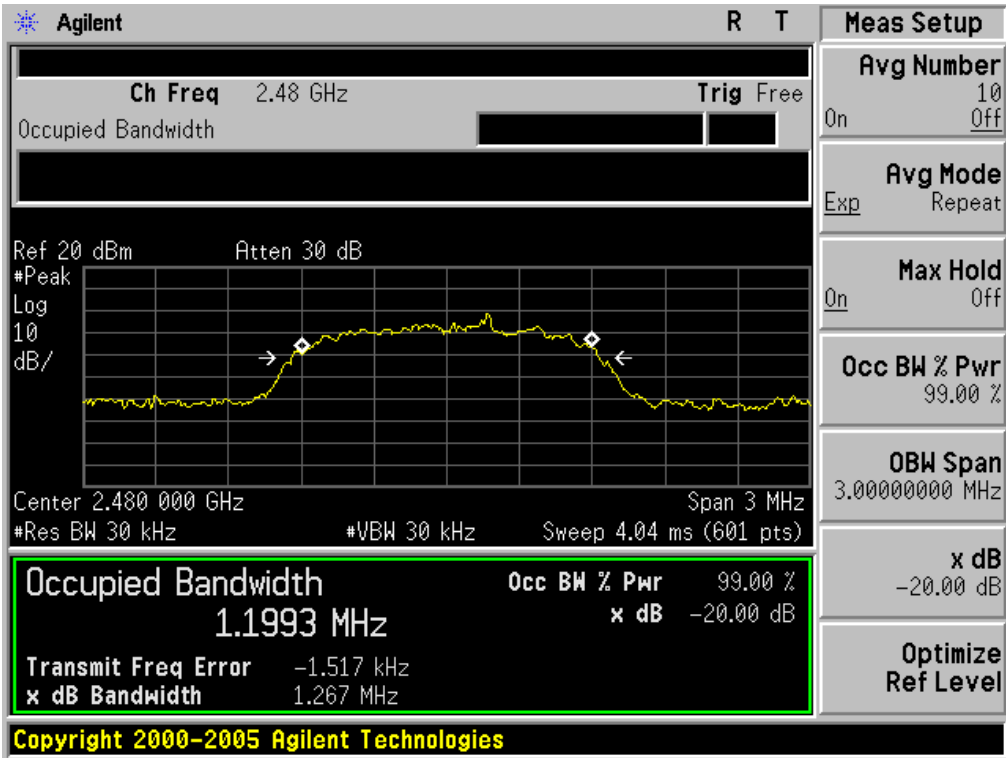 Agilent R T
Ch Freq 2.48 GHz Trig Free
Occupied Bandwidth
Ref 20 dBm Atten 30 dB
#Peak
Log
10
dB/
Center 2.480 000 GHz Span 3 MHz
#Res BW 30 kHz #VBW 30 kHz Sweep 4.04 ms (601 pts)
Occupied Bandwidth Occ BW % Pwr 99.00 %
1.1993 MHz x dB -20.00 dB
Transmit Freq Error -1.517 kHz
x dB Bandwidth 1.267 MHz
Copyright 2000-2005 Agilent Technologies
Meas Setup
Avg Number
10
On Off
Avg Mode
Exp Repeat
Max Hold
On Off
Occ BW % Pwr
99.00 %
OBW Span
3.00000000 MHz
x dB
-20.00 dB
Optimize
Ref Level